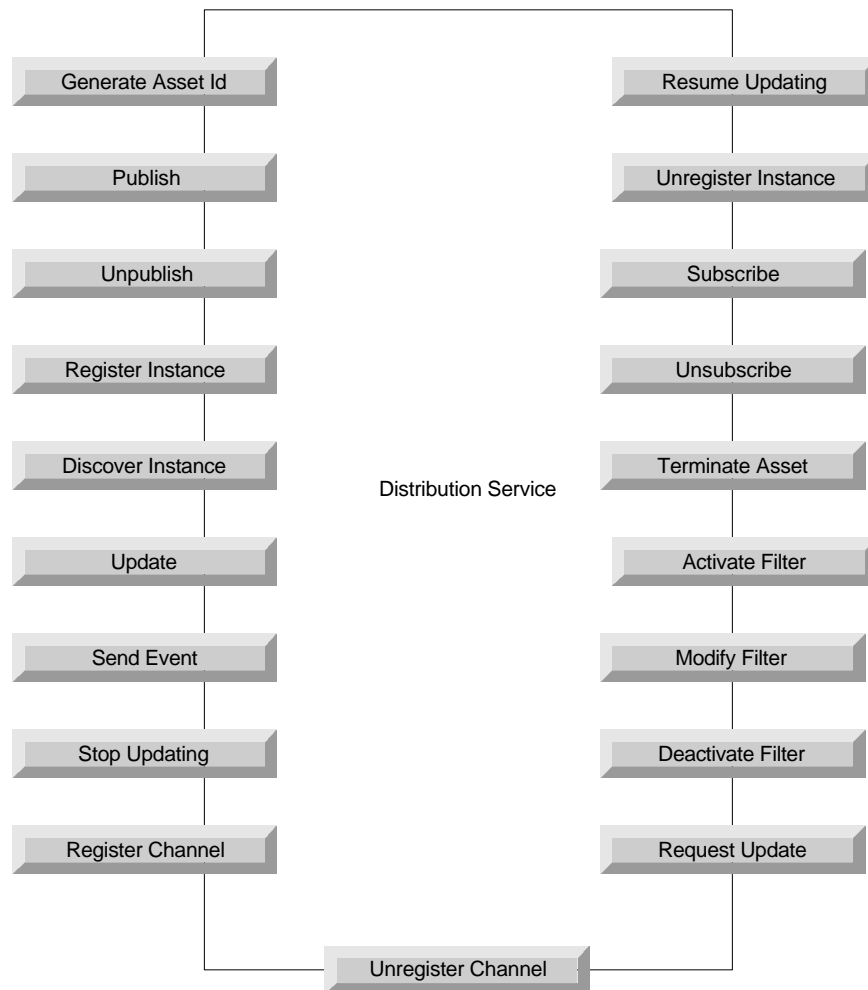 Generate Asset Id
Resume Updating
Publish
Unregister Instance
Unpublish
Subscribe
Register Instance
Unsubscribe
Discover Instance
Terminate Asset
Distribution Service
Update
Activate Filter
Send Event
Modify Filter
Stop Updating
Deactivate Filter
Register Channel
Request Update
Unregister Channel